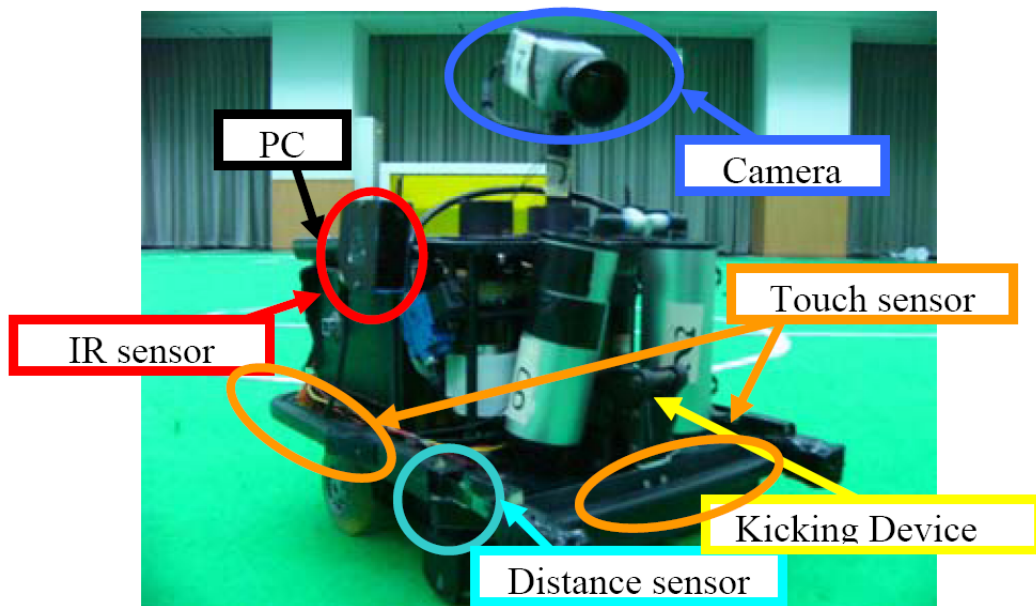 PC
Camera
Touch sensor
IR sensor
Kicking Device
Distance sensor